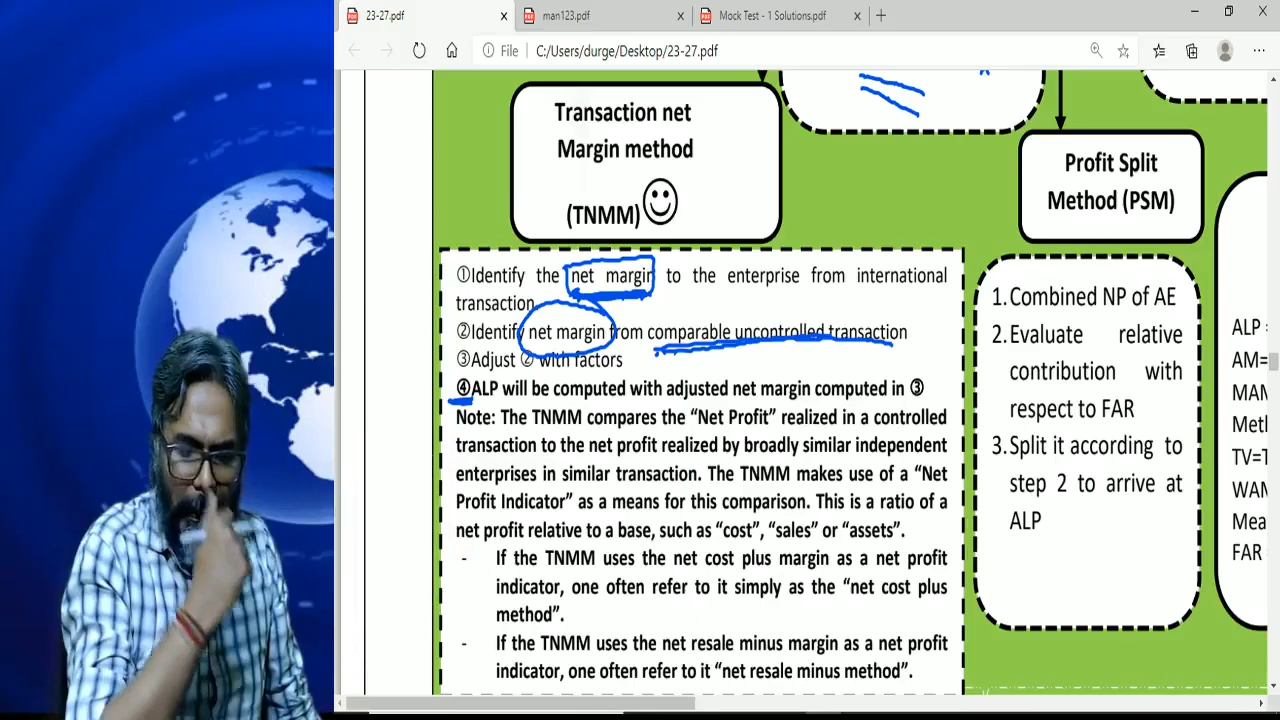 23-27.pdf
man123.pdf
Mock Test - 1 Solutions.pdf
File
C:/Users/durge/Desktop/23-27.pdf
Transaction net
Margin method
(TNMM)
①Identify the net margin to the enterprise from international
transaction.
②Identify net margin from comparable uncontrolled transaction
③Adjust ② with factors
④ALP will be computed with adjusted net margin computed in ③
Note: The TNMM compares the “Net Profit” realized in a controlled
transaction to the net profit realized by broadly similar independent
enterprises in similar transaction. The TNMM makes use of a “Net
Profit Indicator” as a means for this comparison. This is a ratio of a
net profit relative to a base, such as “cost”, “sales” or “assets”.
- If the TNMM uses the net cost plus margin as a net profit
indicator, one often refer to it simply as the “net cost plus
method”.
- If the TNMM uses the net resale minus margin as a net profit
indicator, one often refer to it “net resale minus method”.
Profit Split
Method (PSM)
1. Combined NP of AE
2. Evaluate relative
contribution with
respect to FAR
3. Split it according to
step 2 to arrive at
ALP
ALP =
AM=
MAM
Meth
TV=T
WAM
Mea
FAR =